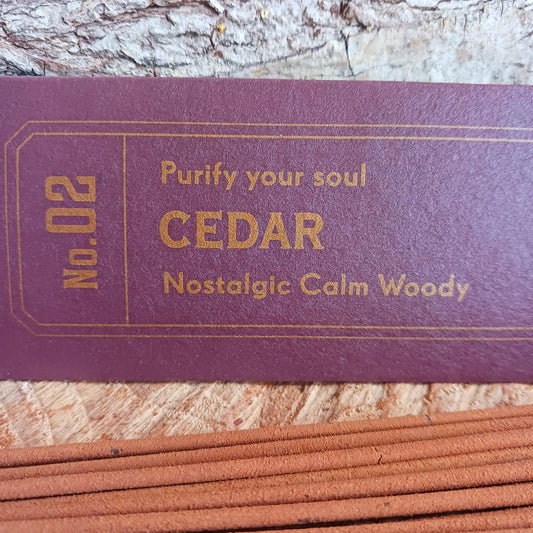 No.02
Purify your soul
CEDAR
Nostalgic Calm Woody